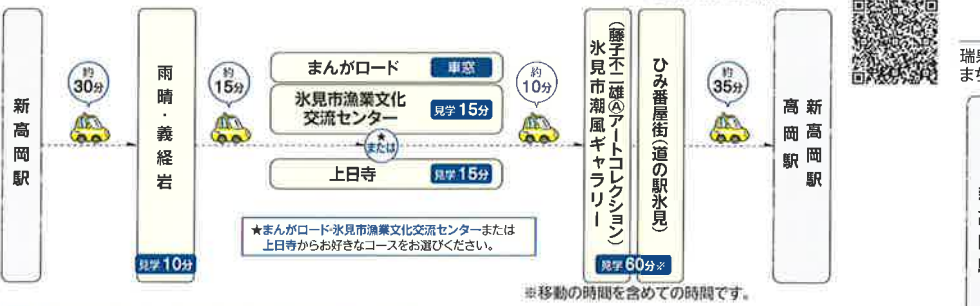 新高岡駅
約
30分
雨晴・義経岩
見学10分
約
15分
まんがロード 車窓
氷見市漁業文化
交流センター
見学15分
★
または
上日寺 見学15分
★まんがロード・氷見市漁業文化交流センターまたは
上日寺からお好きなコースをお選びください。
約
10分
氷見市潮風ギャラリー
(藤子不二雄Ⓐアートコレクション)
ひみ番屋街(道の駅氷見)
見学60分※
※移動の時間を含めての時間です。
約
35分
新高岡駅
高岡駅